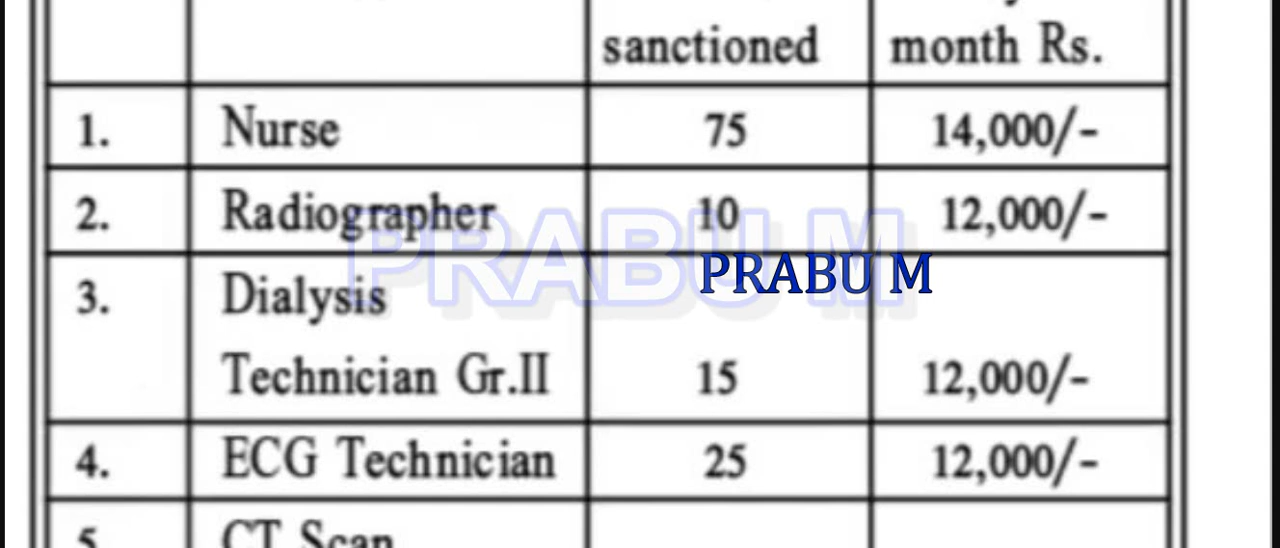 sanctioned month Rs.
1. Nurse 75 14,000/-
2. Radiographer 10 12,000/-
PRABU M
PRABU M
3. Dialysis
Technician Gr.II 15 12,000/-
4. ECG Technician 25 12,000/-
5. CT Scan